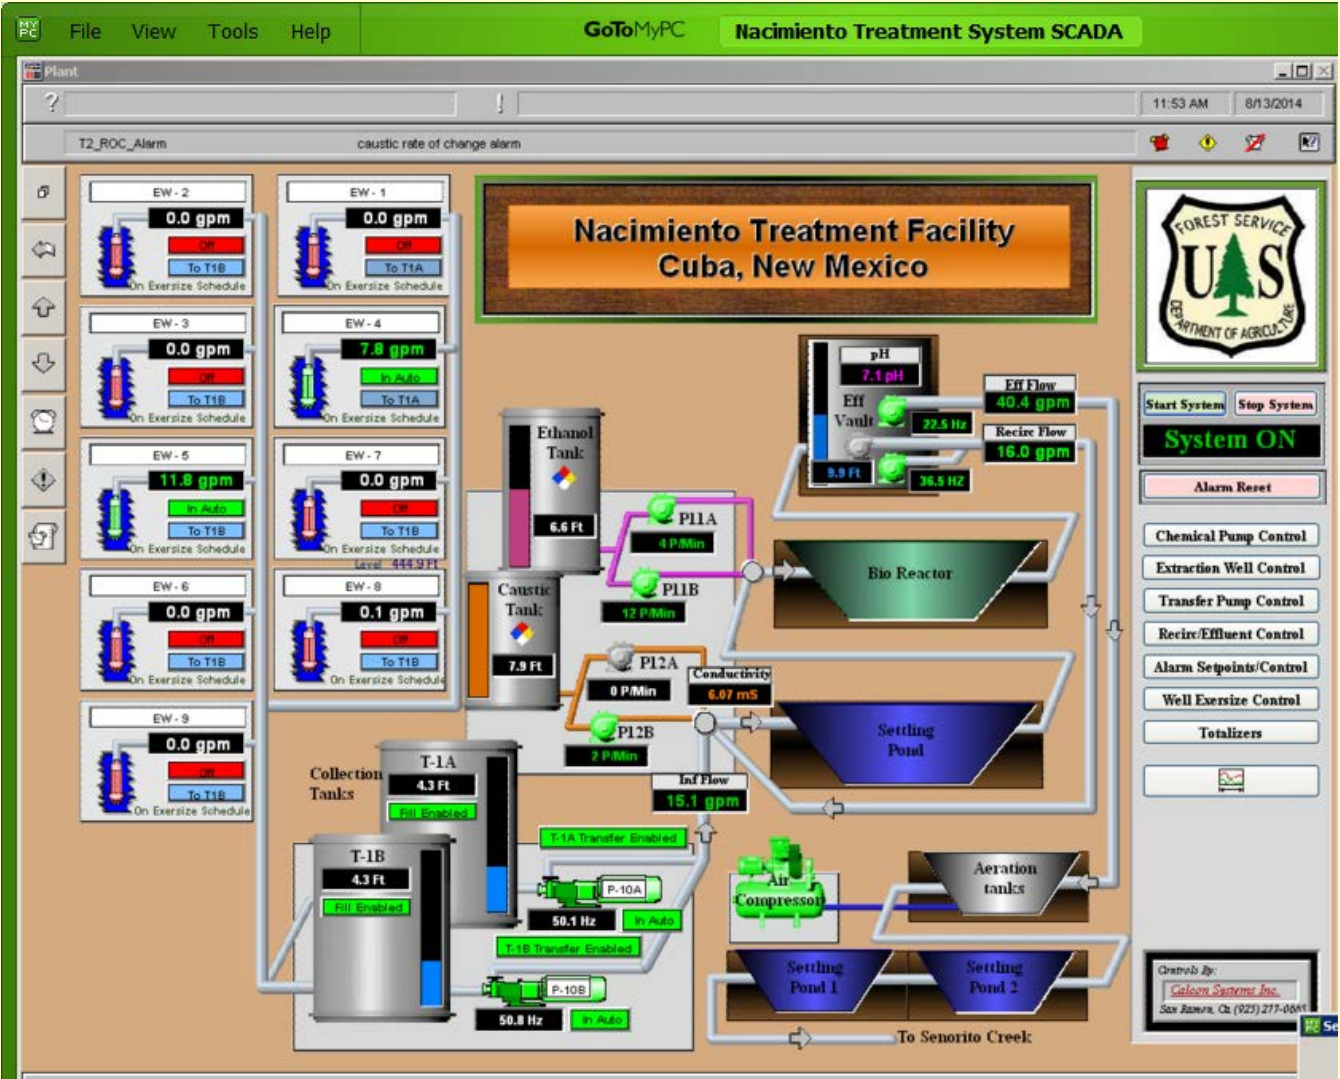 File View Tools Help
GoToMyPC
Nacimiento Treatment System SCADA
Plant
11:53 AM
8/13/2014
T2_ROC_Alarm
caustic rate of change alarm
EW - 2
0.0 gpm
Off
To T1B
On Exersize Schedule
EW - 1
0.0 gpm
Off
To T1A
On Exersize Schedule
EW - 3
0.0 gpm
Off
To T1B
On Exersize Schedule
EW - 4
7.8 gpm
In Auto
To T1A
On Exersize Schedule
EW - 5
11.8 gpm
In Auto
To T1B
On Exersize Schedule
EW - 7
0.0 gpm
Off
To T1B
On Exersize Schedule
Level 444.9 Ft
EW - 6
0.0 gpm
Off
To T1B
On Exersize Schedule
EW - 8
0.1 gpm
Off
To T1B
On Exersize Schedule
EW - 9
0.0 gpm
Off
To T1B
On Exersize Schedule
Nacimiento Treatment Facility
Cuba, New Mexico
pH
7.1 pH
Eff
Vault
9.9 Ft
22.5 Hz
36.5 HZ
Eff Flow
40.4 gpm
Recirc Flow
16.0 gpm
Ethanol
Tank
6.6 Ft
P11A
4 P/Min
P11B
12 P/Min
Bio Reactor
Caustic
Tank
7.9 Ft
P12A
0 P/Min
P12B
2 P/Min
Conductivity
6.07 mS
Settling
Pond
Inf Flow
15.1 gpm
Collection
Tanks
T-1A
4.3 Ft
Fill Enabled
T-1B
4.3 Ft
Fill Enabled
T-1A Transfer Enabled
P-10A
50.1 Hz
In Auto
T-1B Transfer Enabled
P-10B
50.8 Hz
In Auto
Air
Compressor
Aeration
tanks
Settling
Pond 1
Settling
Pond 2
To Senorito Creek
FOREST SERVICE
US
DEPARTMENT OF AGRICULTURE
Start System
Stop System
System ON
Alarm Reset
Chemical Pump Control
Extraction Well Control
Transfer Pump Control
Recirc/Effluent Control
Alarm Setpoints/Control
Well Exersize Control
Totalizers
Controls By:
Calcon Systems Inc.
San Ramon, Ca (925) 277-0665
MY PC
Se